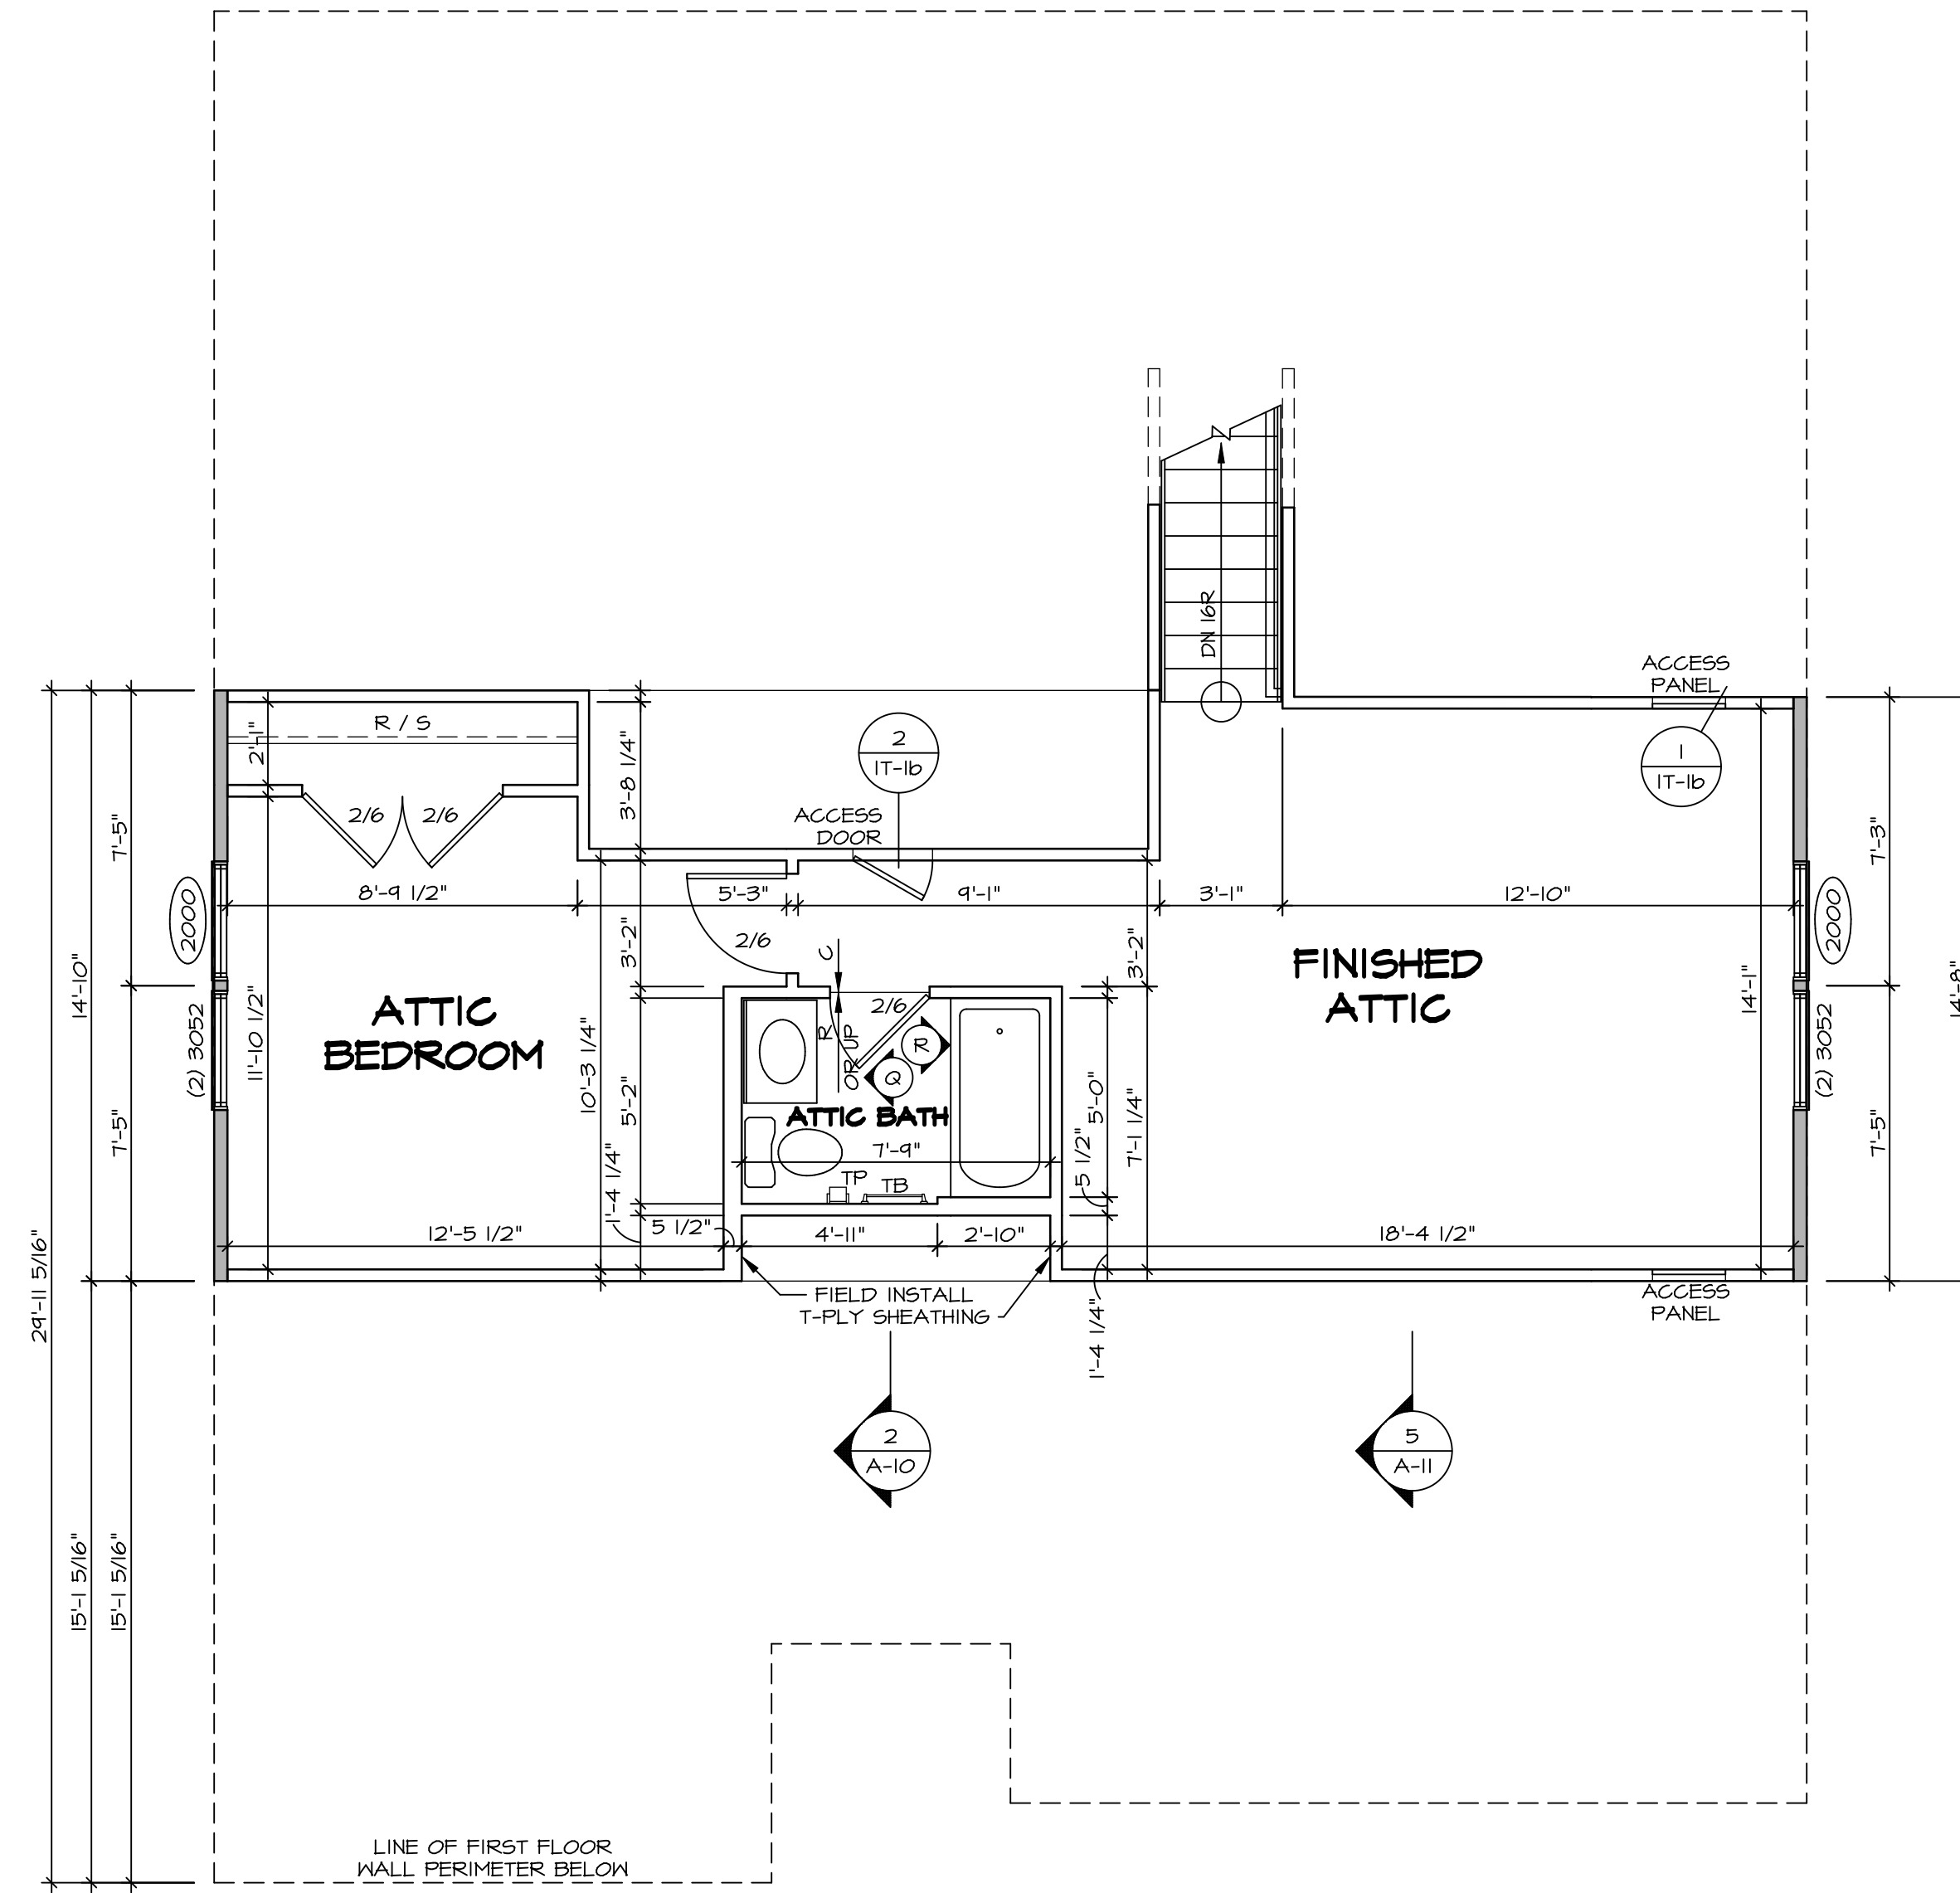 ACCESS
PANEL
1
IT-1b
DN 16R
R / S
2'-1"
2/6
2/6
3'-8 1/4"
2
IT-1b
ACCESS
DOOR
7'-5"
7'-3"
8'-9 1/2"
5'-3"
9'-1"
3'-1"
12'-10"
2000
2000
2/6
3'-2"
C
3'-2"
FINISHED
ATTIC
14'-10"
14'-1"
14'-8"
ATTIC
BEDROOM
(2) 3052
11'-10 1/2"
10'-3 1/4"
5'-2"
2/6
R
OR UP
R
Q
ATTIC BATH
7'-9"
5'-0"
7'-1 1/4"
(2) 3052
7'-5"
7'-5"
TP
TB
1'-4 1/4"
5 1/2"
5 1/2"
12'-5 1/2"
4'-11"
2'-10"
18'-4 1/2"
FIELD INSTALL
T-PLY SHEATHING
1'-4 1/4"
ACCESS
PANEL
29'-11 5/16"
2
A-10
5
A-11
15'-1 5/16"
15'-1 5/16"
LINE OF FIRST FLOOR
WALL PERIMETER BELOW